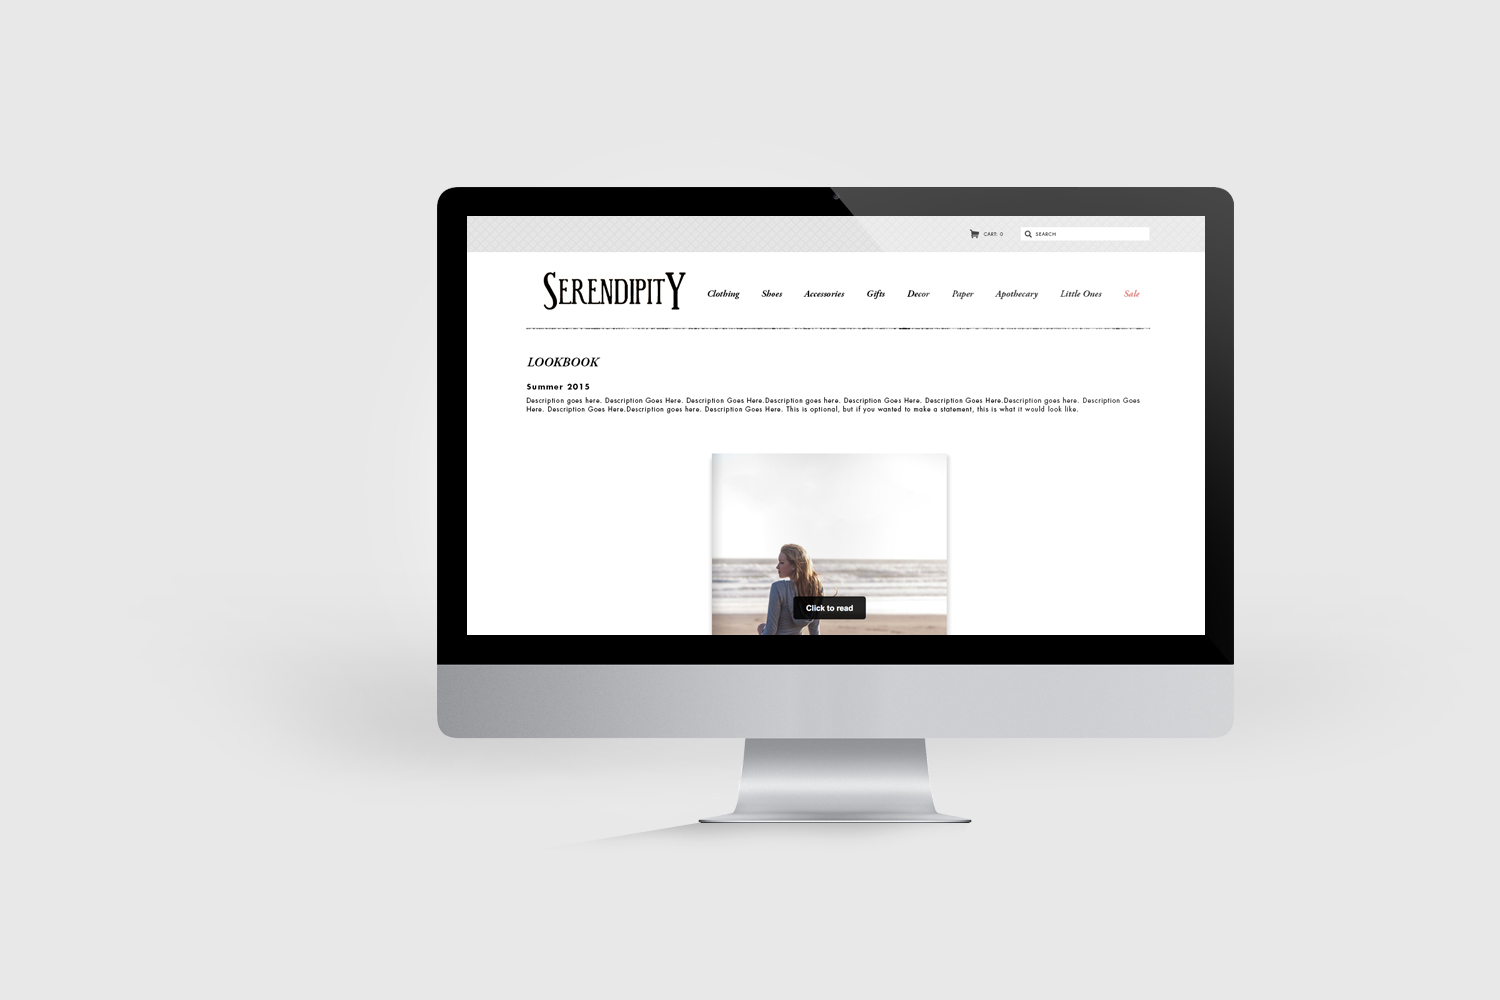 CART: 0
SEARCH
SERENDIPITY
Clothing Shoes Accessories Gifts Decor Paper Apothecary Little Ones Sale
LOOKBOOK
Summer 2015
Description goes here. Description Goes Here. Description Goes Here.Description goes here. Description Goes Here. Description Goes Here.Description goes here. Description Goes
Here. Description Goes Here.Description goes here. Description Goes Here. This is optional, but if you wanted to make a statement, this is what it would look like.
Click to read